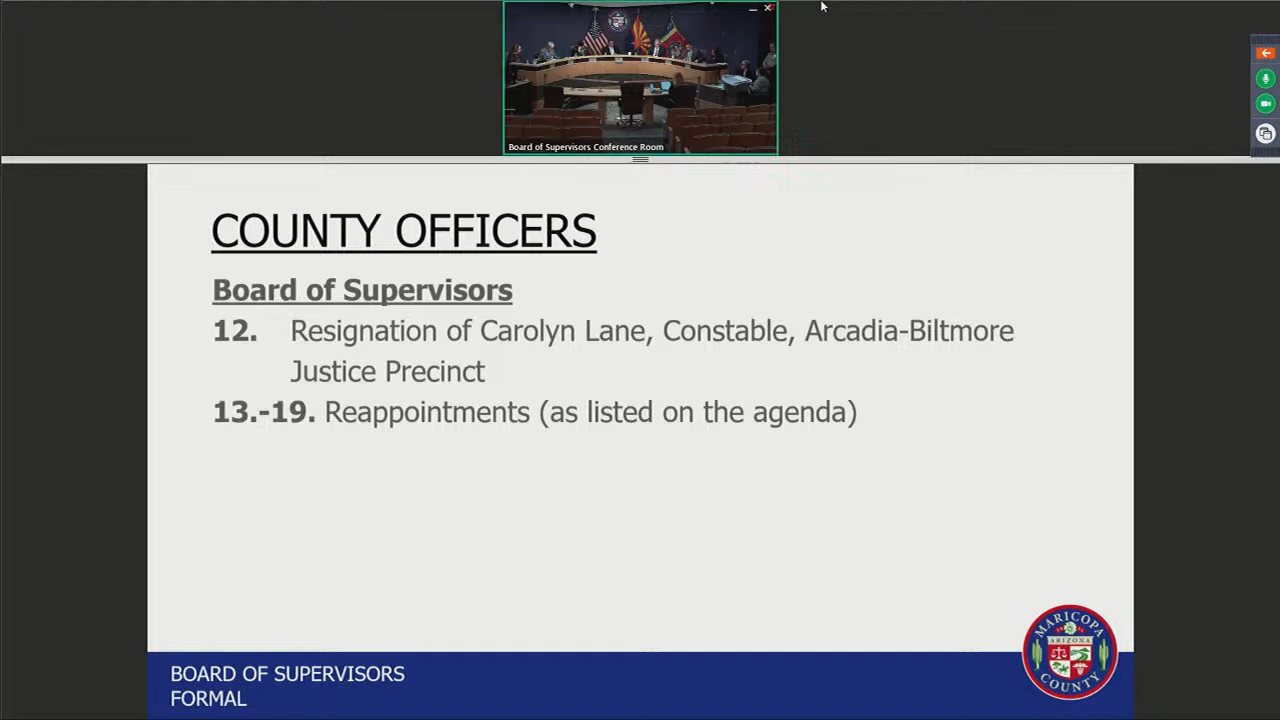 Board of Supervisors Conference Room
COUNTY OFFICERS
Board of Supervisors
12. Resignation of Carolyn Lane, Constable, Arcadia-Biltmore
Justice Precinct
13.-19. Reappointments (as listed on the agenda)
BOARD OF SUPERVISORS
FORMAL
MARICOPA
ARIZONA
COUNTY